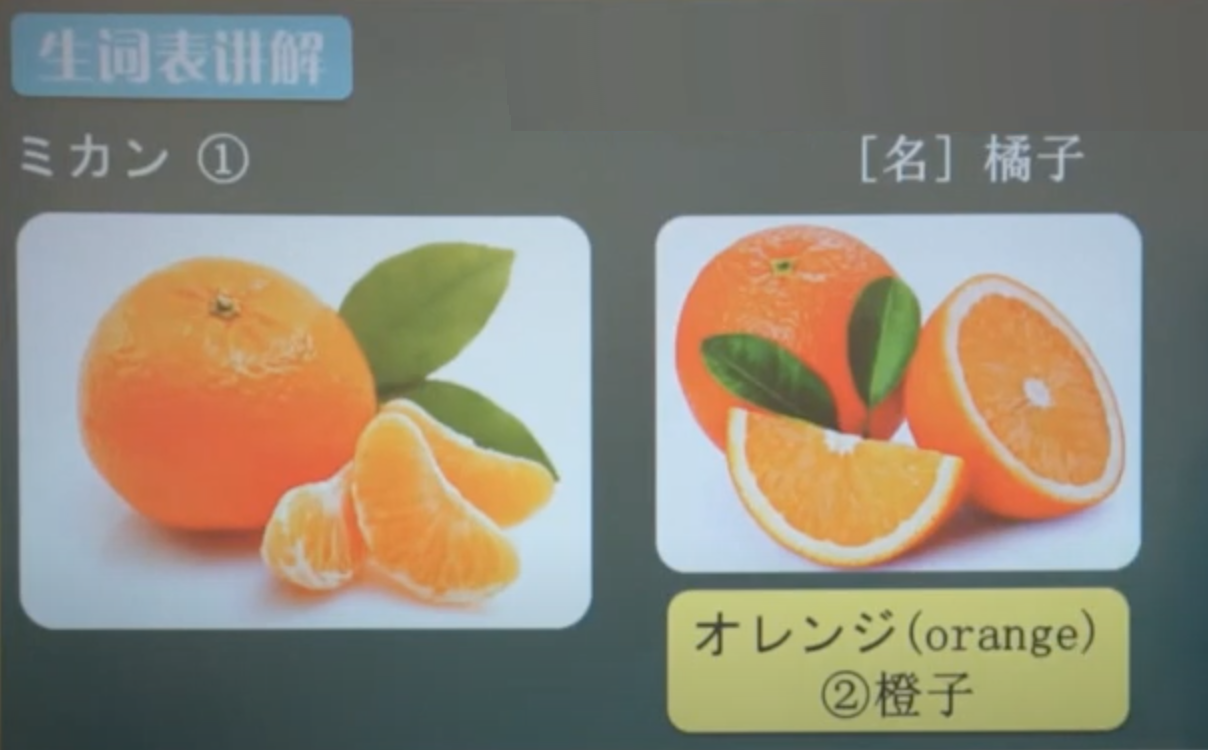 生词表讲解
ミカン ①
［名］橘子
オレンジ(orange)
②橙子